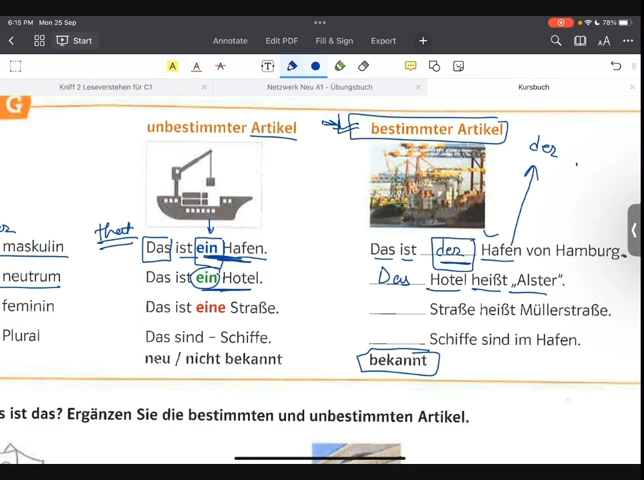 6:15 PM Mon 25 Sep
78%
Start
Annotate Edit PDF Fill & Sign Export
Kniff 2 Leseverstehen für C1
Netzwerk Neu A1 - Übungsbuch
Kursbuch
G
unbestimmter Artikel
bestimmter Artikel
der
that
maskulin
Das ist ein Hafen.
Das ist der Hafen von Hamburg.
neutrum
Das ist ein Hotel.
Das Hotel heißt „Alster“.
feminin
Das ist eine Straße.
Straße heißt Müllerstraße.
Plural
Das sind – Schiffe.
Schiffe sind im Hafen.
neu / nicht bekannt
bekannt
s ist das? Ergänzen Sie die bestimmten und unbestimmten Artikel.